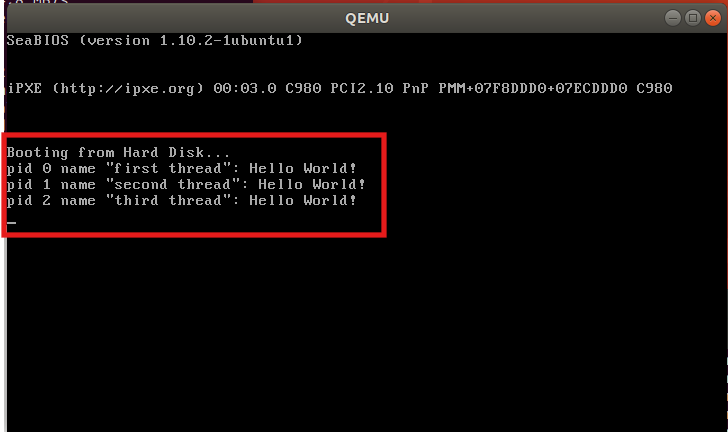 QEMU
SeaBIOS (version 1.10.2-1ubuntu1)
iPXE (http://ipxe.org) 00:03.0 C980 PCI2.10 PnP PMM+07F8DDD0+07ECDDD0 C980
Booting from Hard Disk...
pid 0 name "first thread": Hello World!
pid 1 name "second thread": Hello World!
pid 2 name "third thread": Hello World!
_